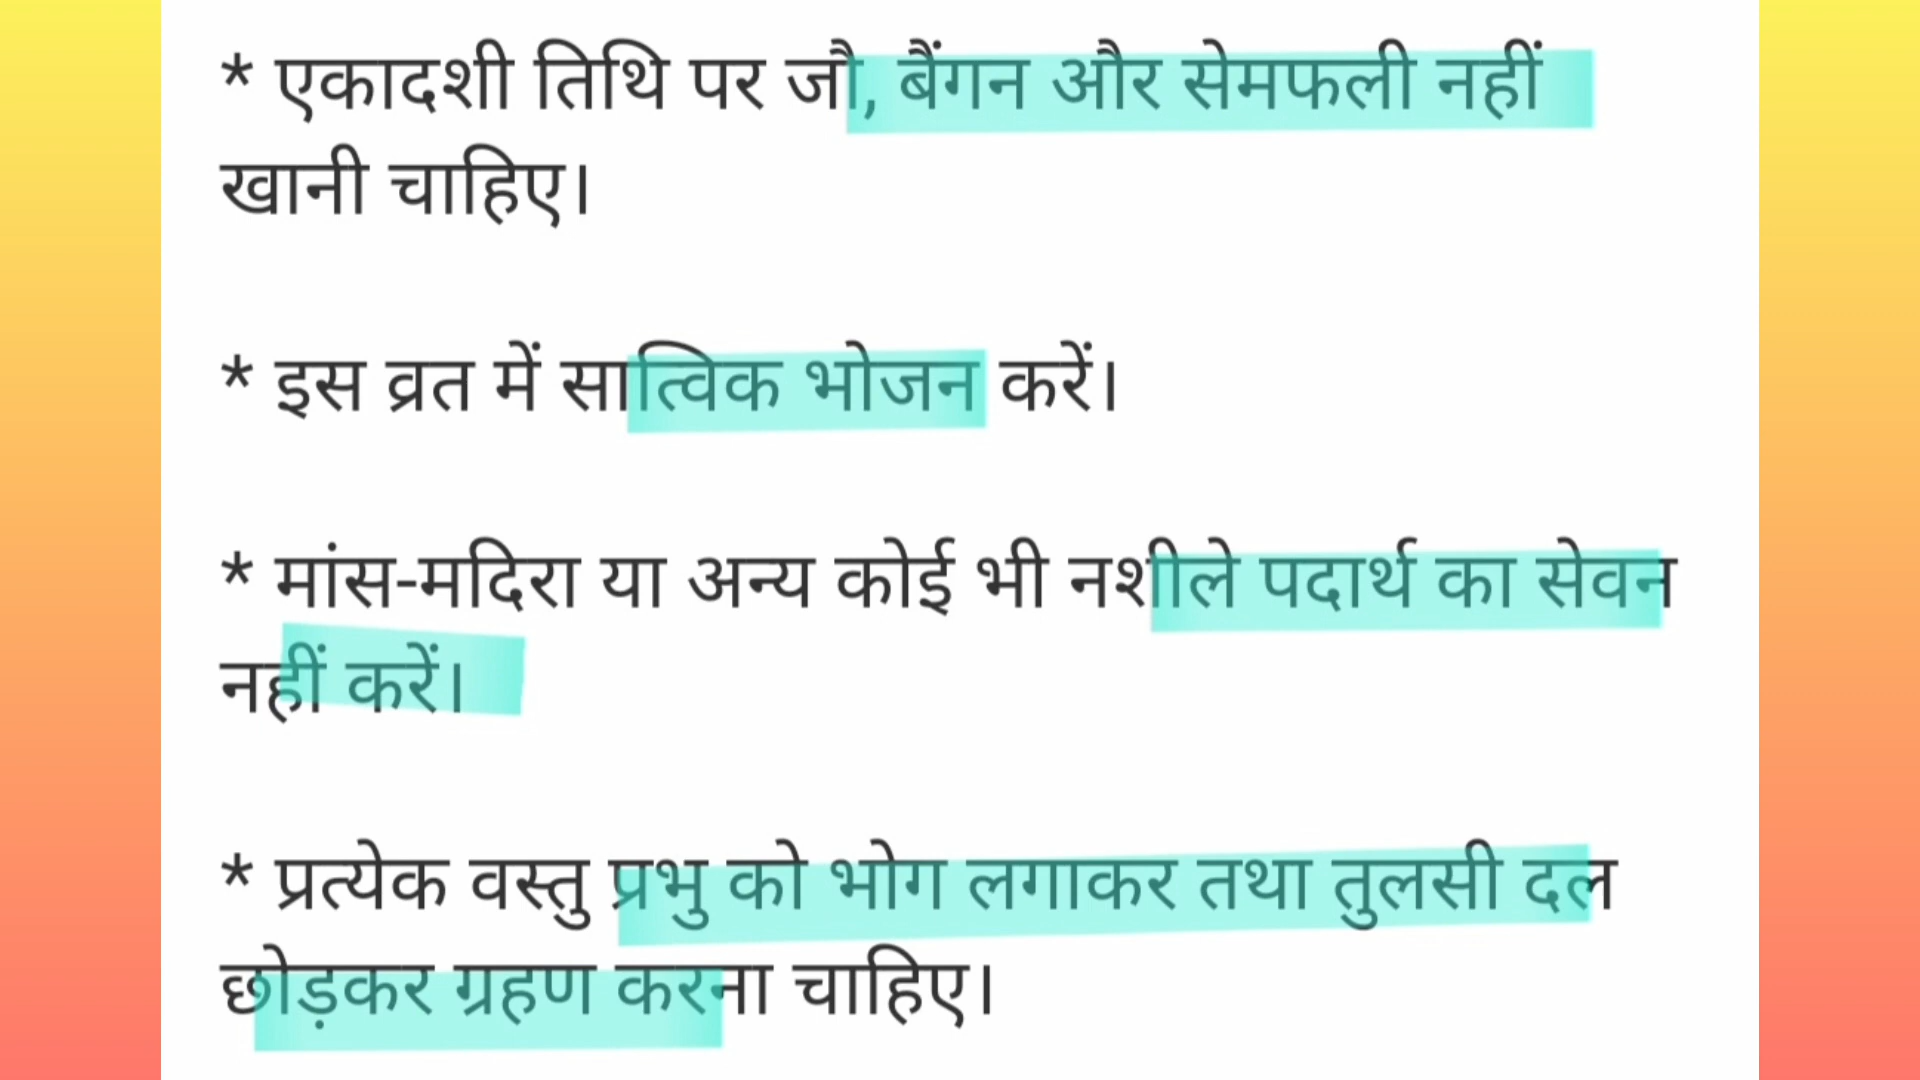 * एकादशी तिथि पर जौ, बैंगन और सेमफली नहीं
खानी चाहिए।
* इस व्रत में सात्विक भोजन करें।
* मांस-मदिरा या अन्य कोई भी नशीले पदार्थ का सेवन
नहीं करें।
* प्रत्येक वस्तु प्रभु को भोग लगाकर तथा तुलसी दल
छोड़कर ग्रहण करना चाहिए।